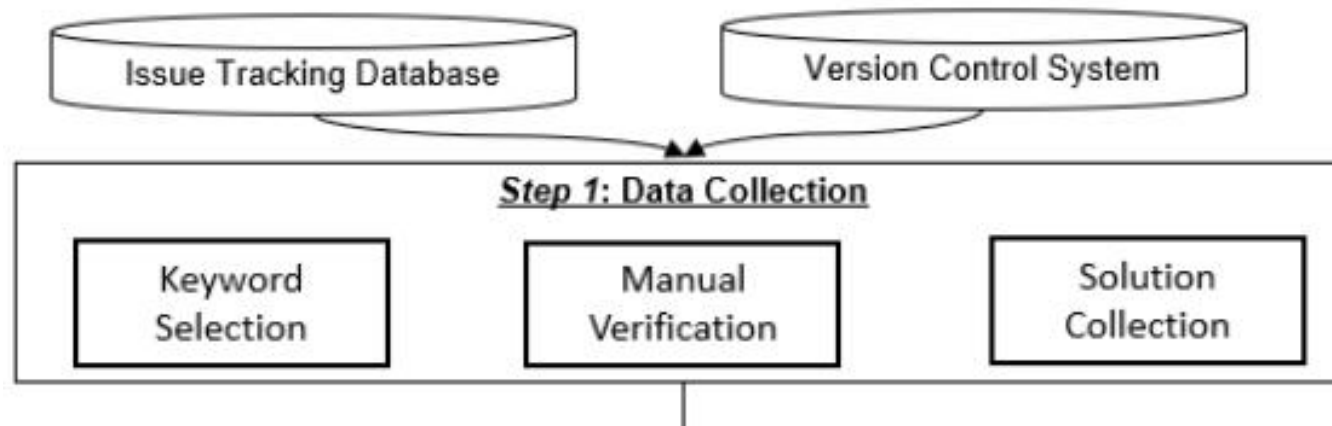 Issue Tracking Database
Version Control System
Step 1: Data Collection
Keyword
Selection
Manual
Verification
Solution
Collection